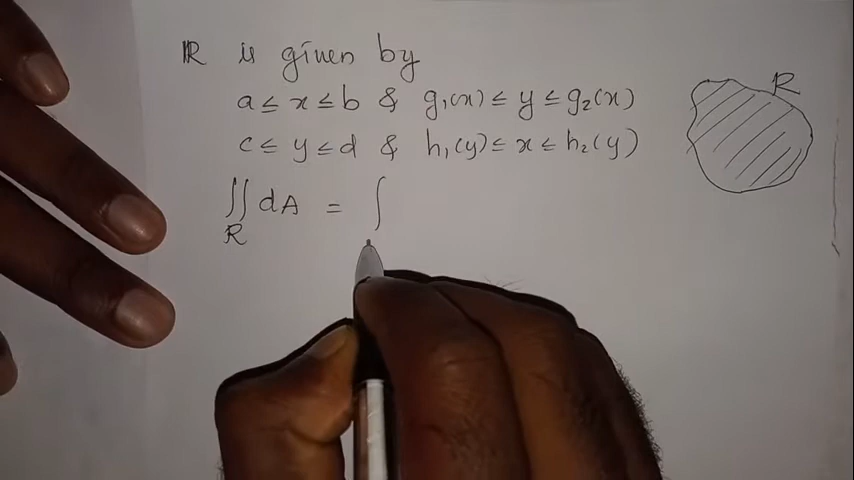 R is given by
a ≤ x ≤ b & g₁(x) ≤ y ≤ g₂(x)
R
c ≤ y ≤ d & h₁(y) ≤ x ≤ h₂(y)
∬_R dA = ∫